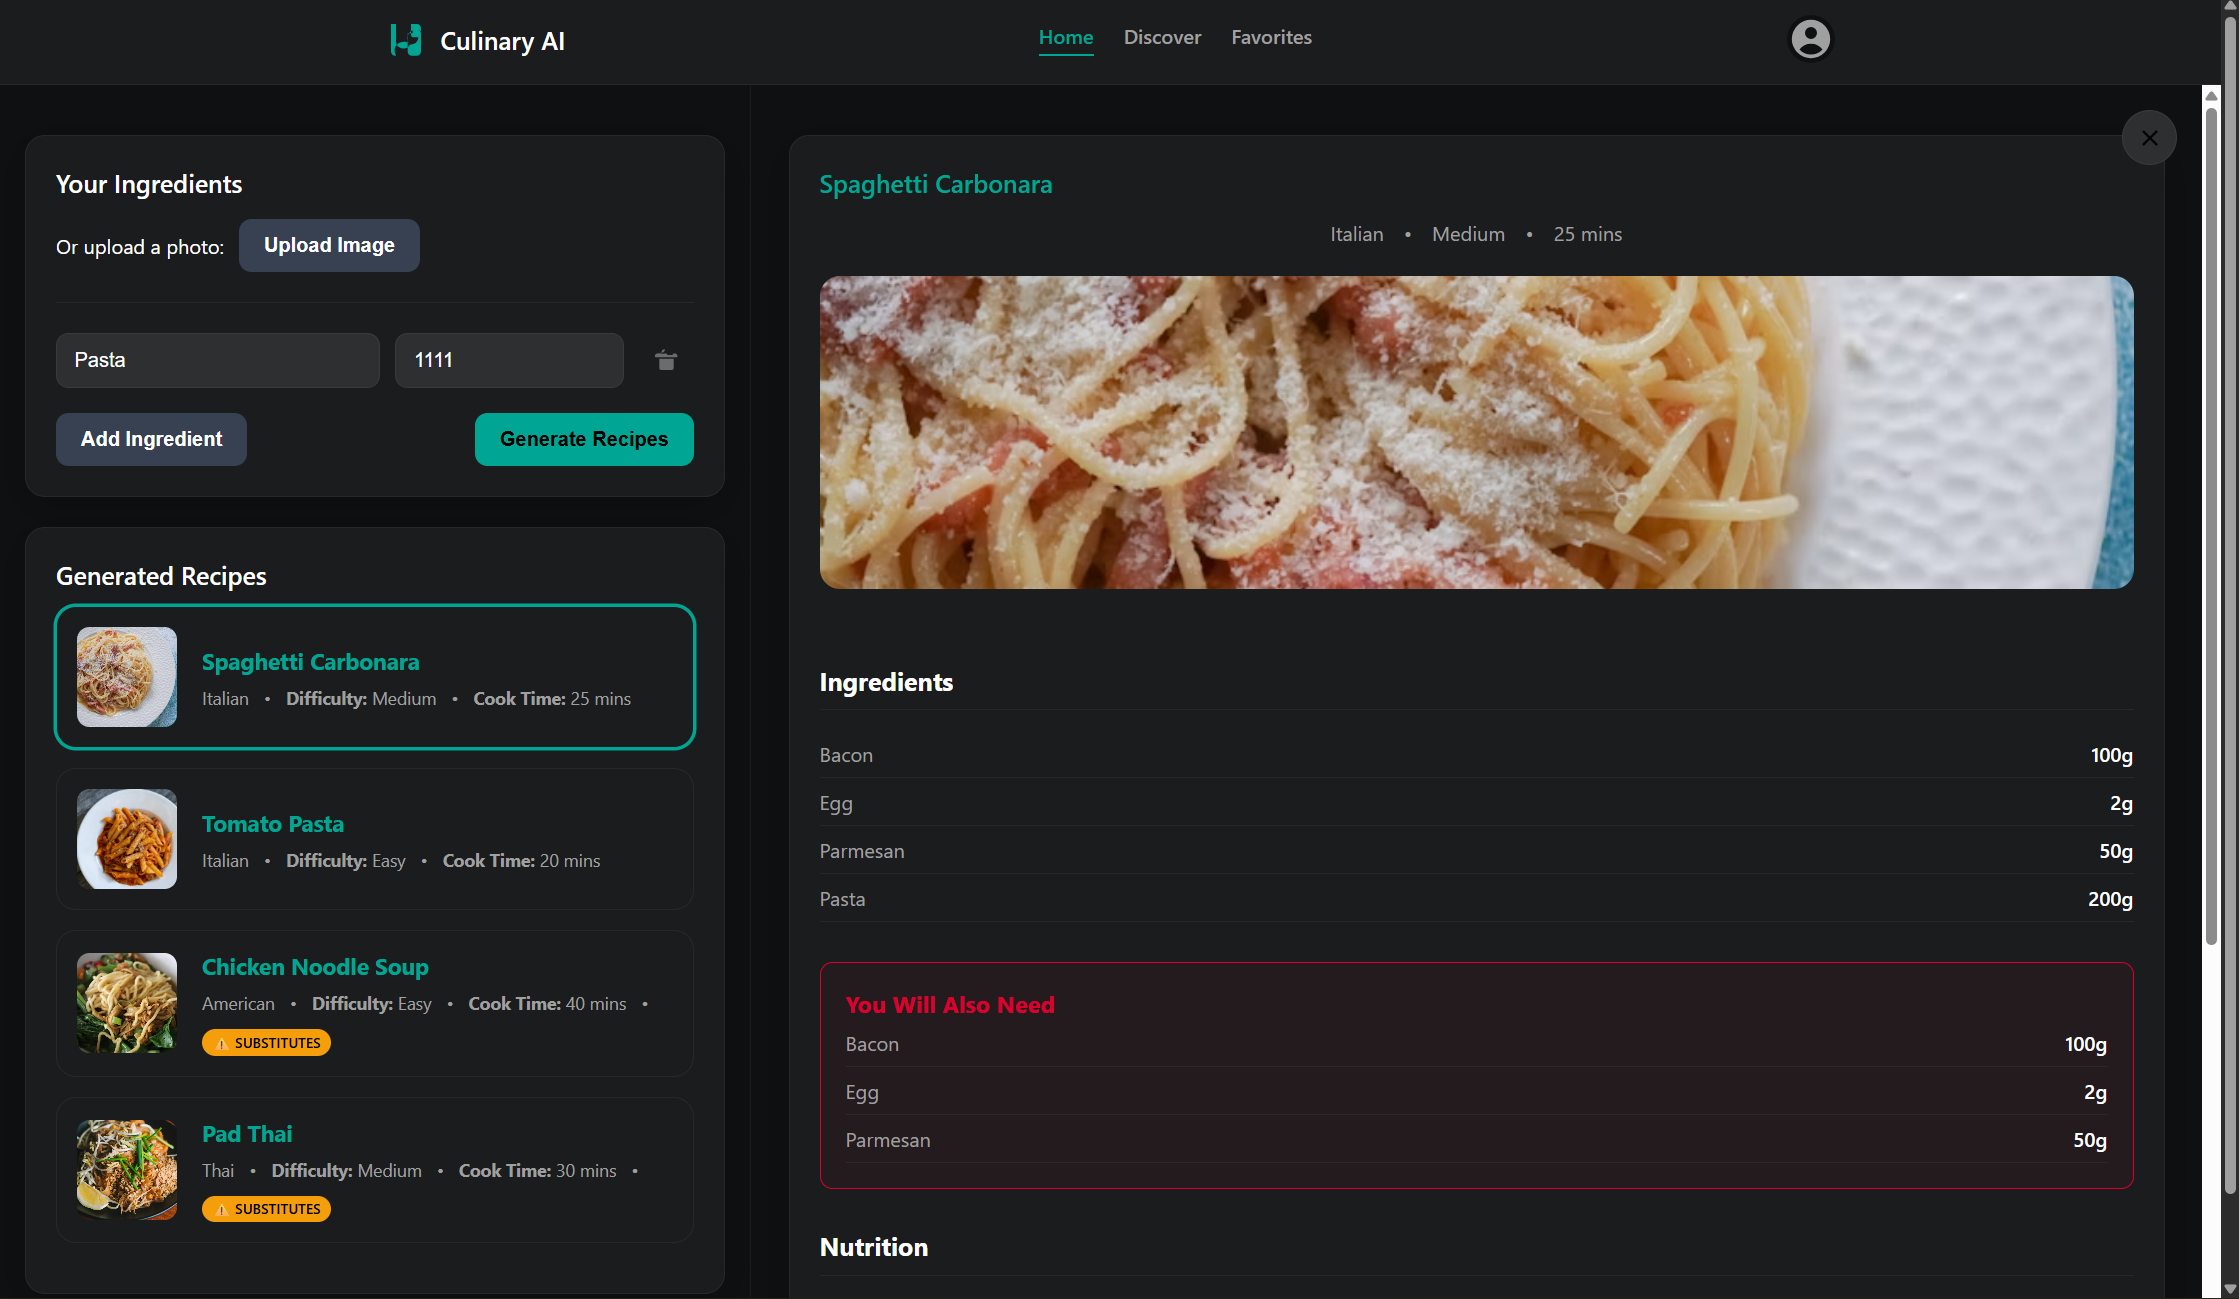 Culinary AI
Home Discover Favorites
Your Ingredients
Or upload a photo: Upload Image
Pasta 1111
Add Ingredient Generate Recipes
Generated Recipes
Spaghetti Carbonara
Italian • Difficulty: Medium • Cook Time: 25 mins
Tomato Pasta
Italian • Difficulty: Easy • Cook Time: 20 mins
Chicken Noodle Soup
American • Difficulty: Easy • Cook Time: 40 mins •
⚠ SUBSTITUTES
Pad Thai
Thai • Difficulty: Medium • Cook Time: 30 mins •
⚠ SUBSTITUTES
Spaghetti Carbonara
Italian • Medium • 25 mins
Ingredients
Bacon 100g
Egg 2g
Parmesan 50g
Pasta 200g
You Will Also Need
Bacon 100g
Egg 2g
Parmesan 50g
Nutrition